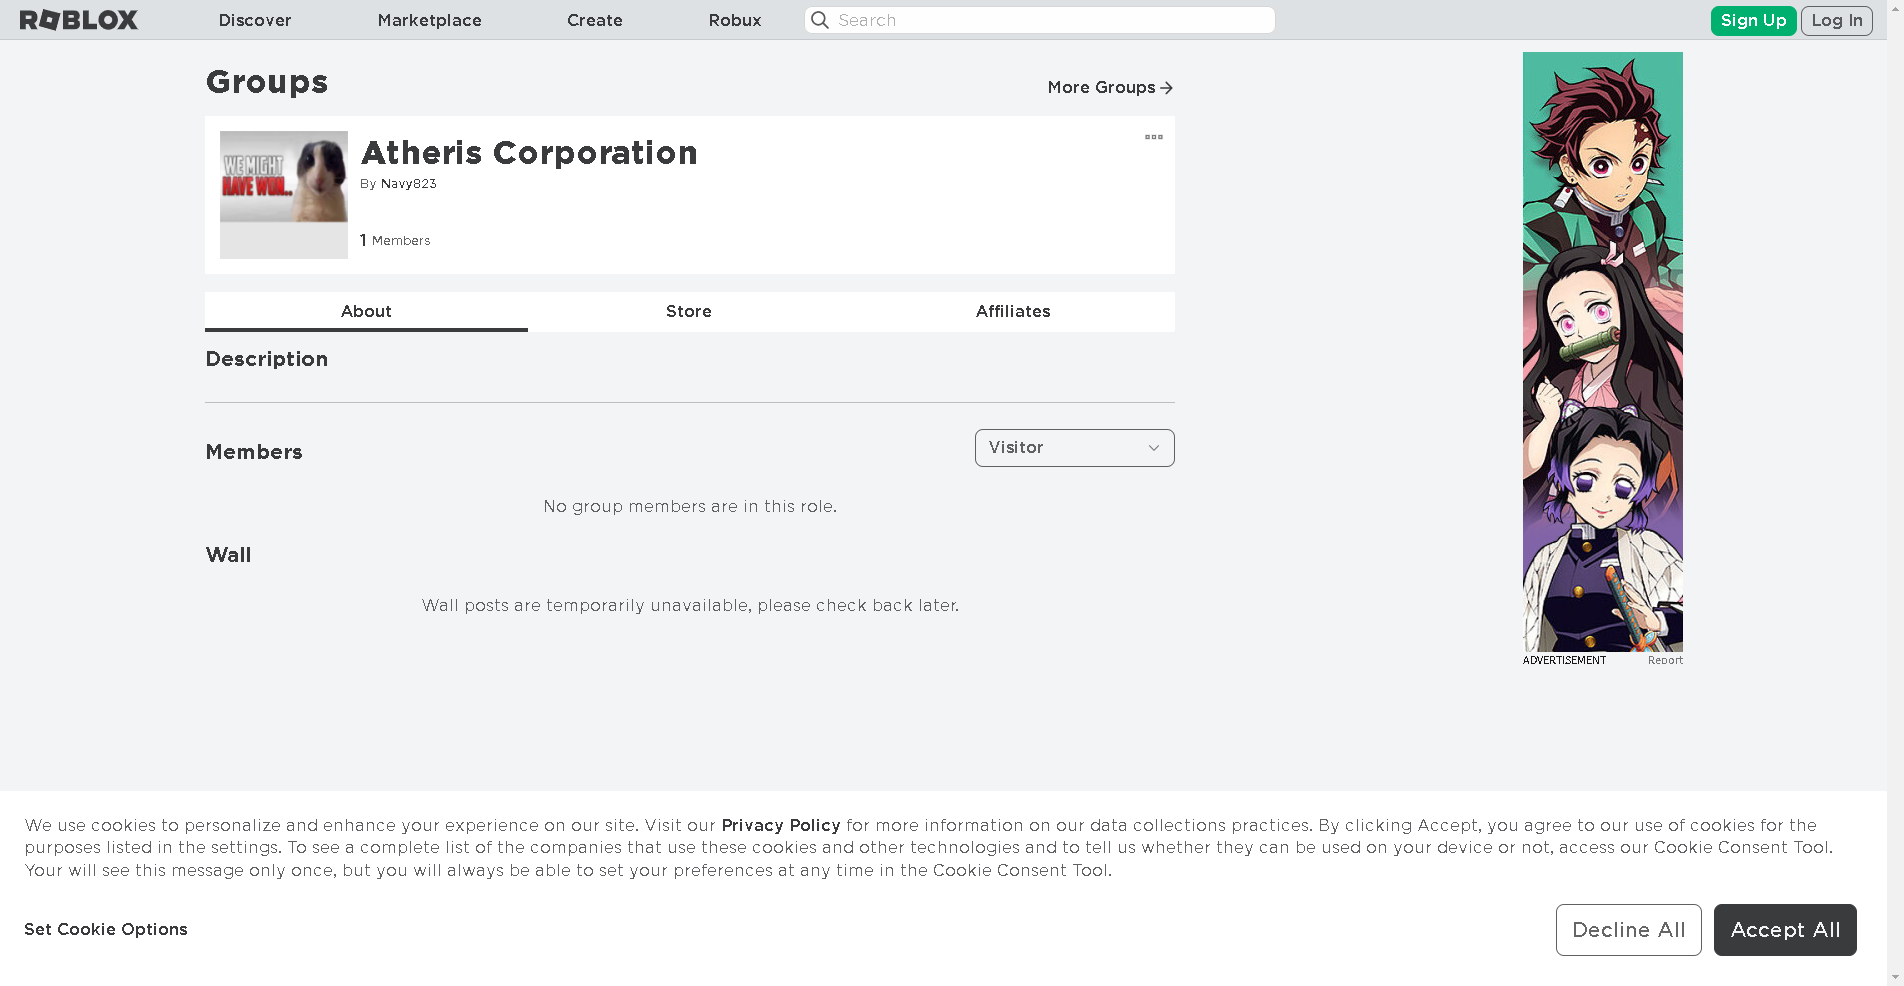 ROBLOX
Discover
Marketplace
Create
Robux
Search
Sign Up
Log In
Groups
More Groups
WE MIGHT
HAVE WON..
Atheris Corporation
By Navy823
1 Members
About
Store
Affiliates
Description
Members
Visitor
No group members are in this role.
Wall
Wall posts are temporarily unavailable, please check back later.
ADVERTISEMENT
Report
We use cookies to personalize and enhance your experience on our site. Visit our Privacy Policy for more information on our data collections practices. By clicking Accept, you agree to our use of cookies for the
purposes listed in the settings. To see a complete list of the companies that use these cookies and other technologies and to tell us whether they can be used on your device or not, access our Cookie Consent Tool.
Your will see this message only once, but you will always be able to set your preferences at any time in the Cookie Consent Tool.
Set Cookie Options
Decline All
Accept All